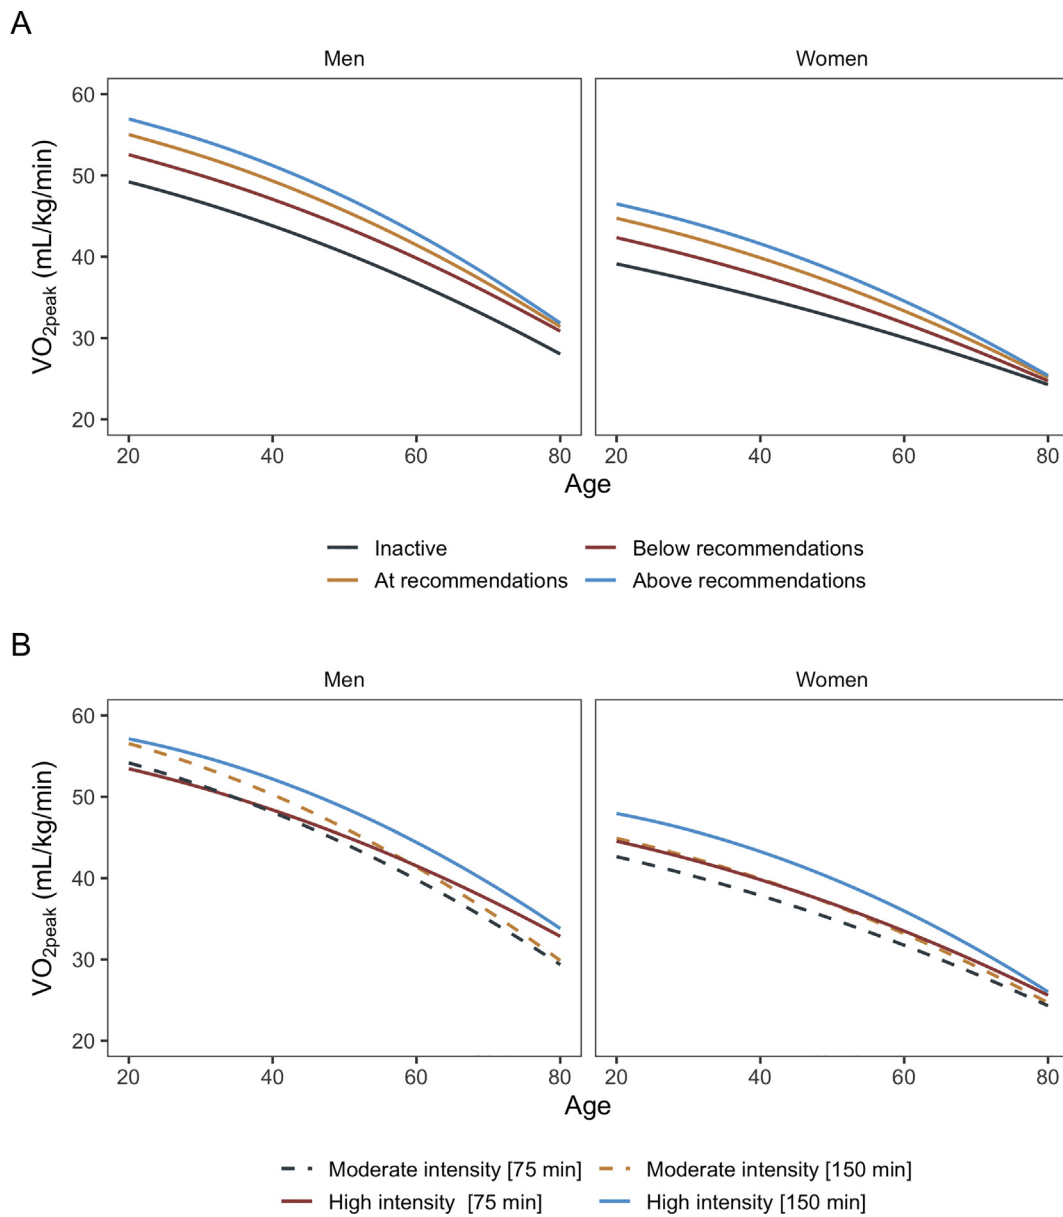 A
Men Women
60
50
40
30
20
VO2peak (mL/kg/min)
20 40 60 80 20 40 60 80
Age
Inactive Below recommendations
At recommendations Above recommendations
B
Men Women
60
50
40
30
20
VO2peak (mL/kg/min)
20 40 60 80 20 40 60 80
Age
Moderate intensity [75 min] Moderate intensity [150 min]
High intensity [75 min] High intensity [150 min]